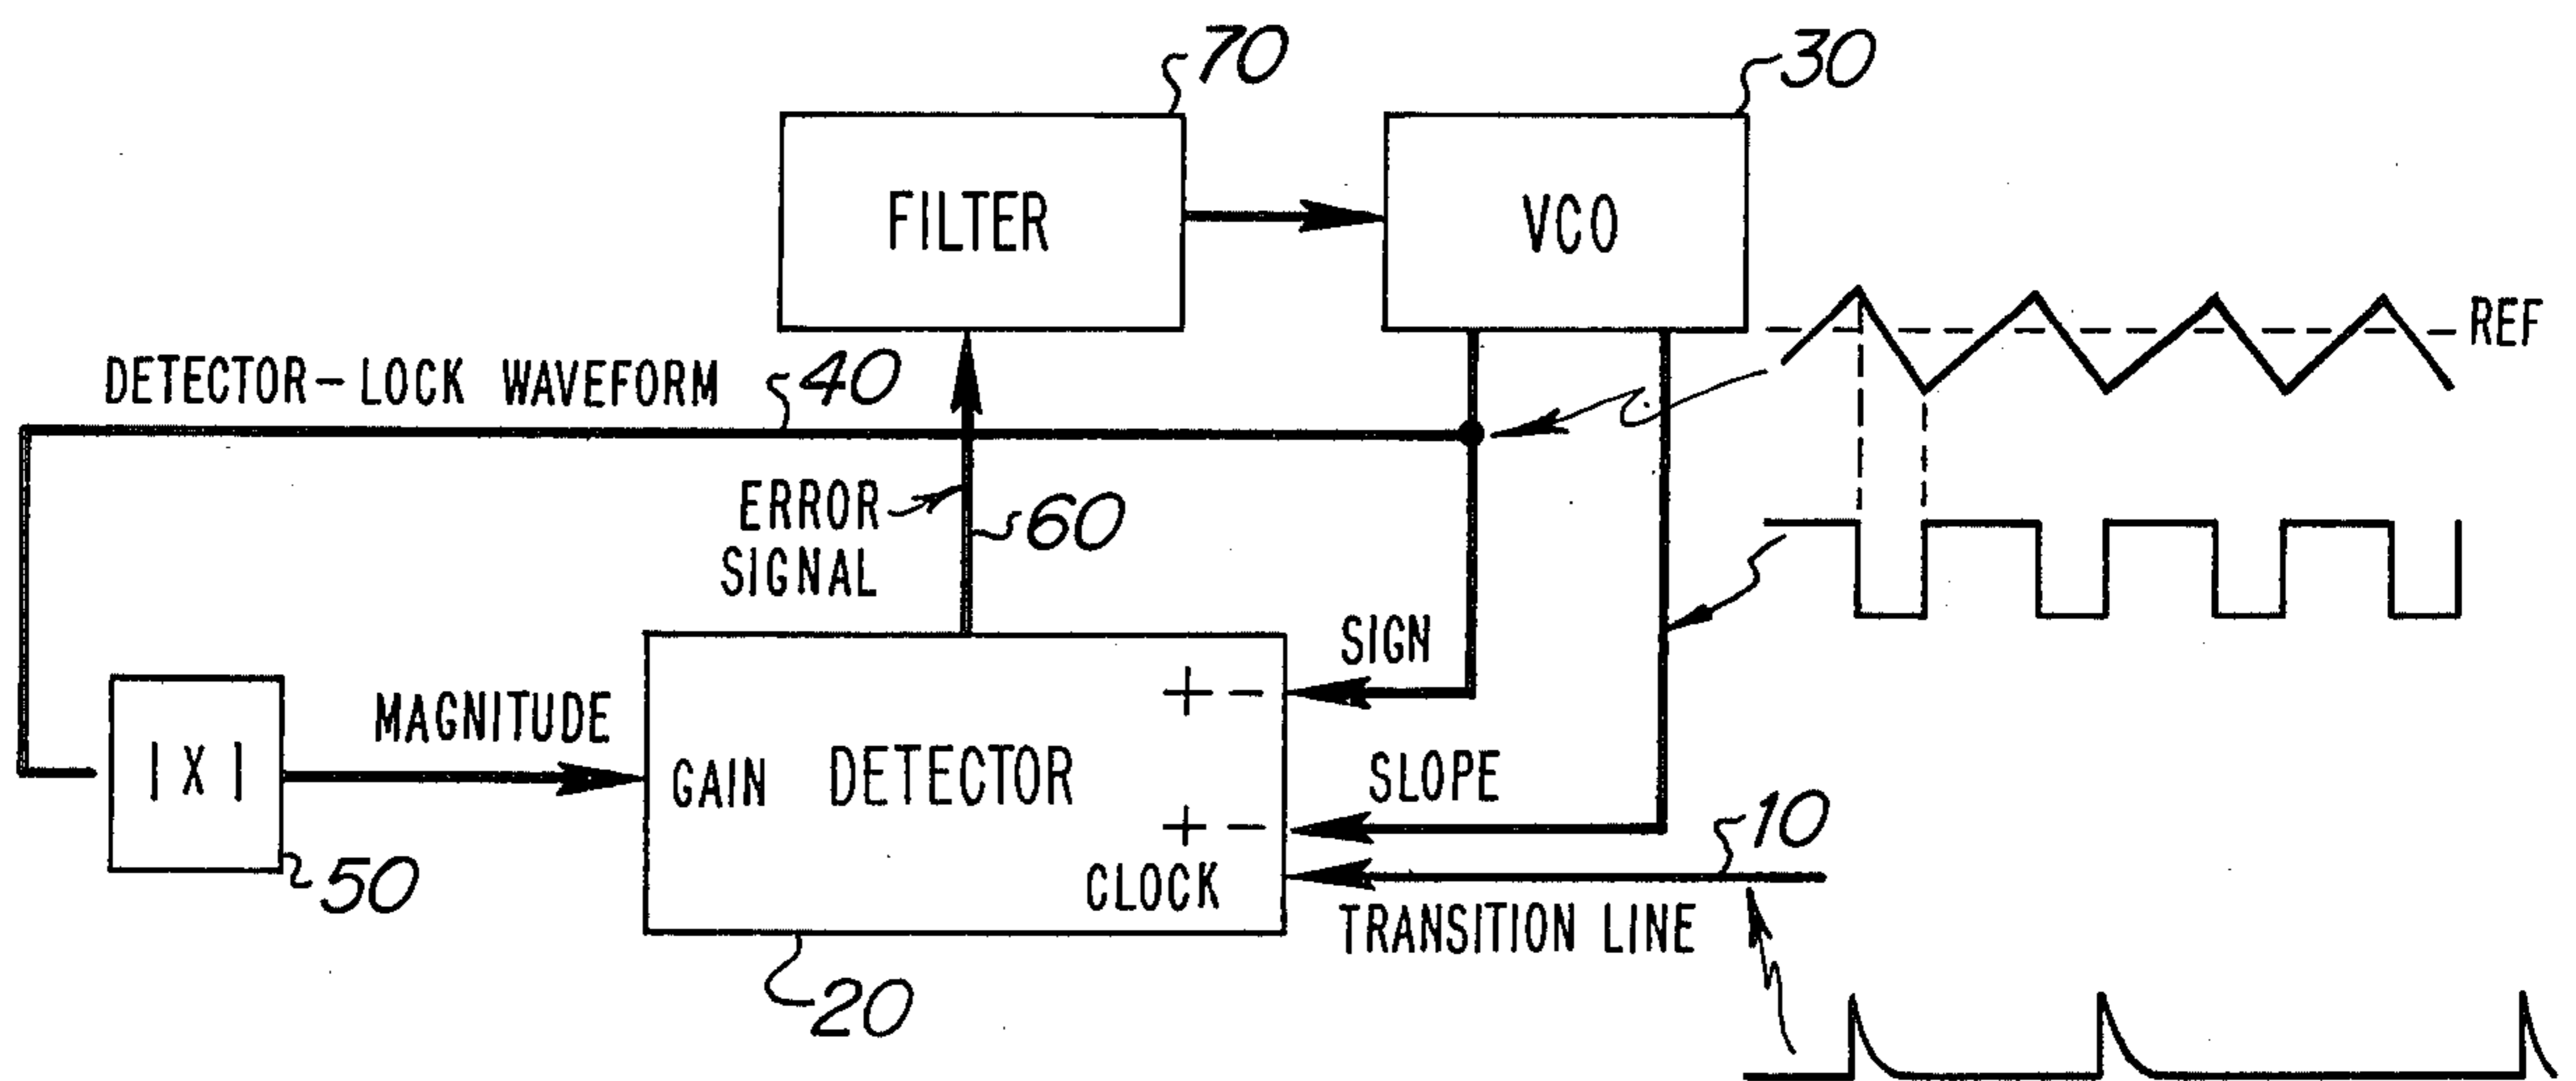 70
30
FILTER
VCO
REF
DETECTOR-LOCK WAVEFORM
40
ERROR
SIGNAL
60
SIGN
+ -
MAGNITUDE
|X|
50
GAIN
DETECTOR
SLOPE
+ -
10
CLOCK
TRANSITION LINE
20